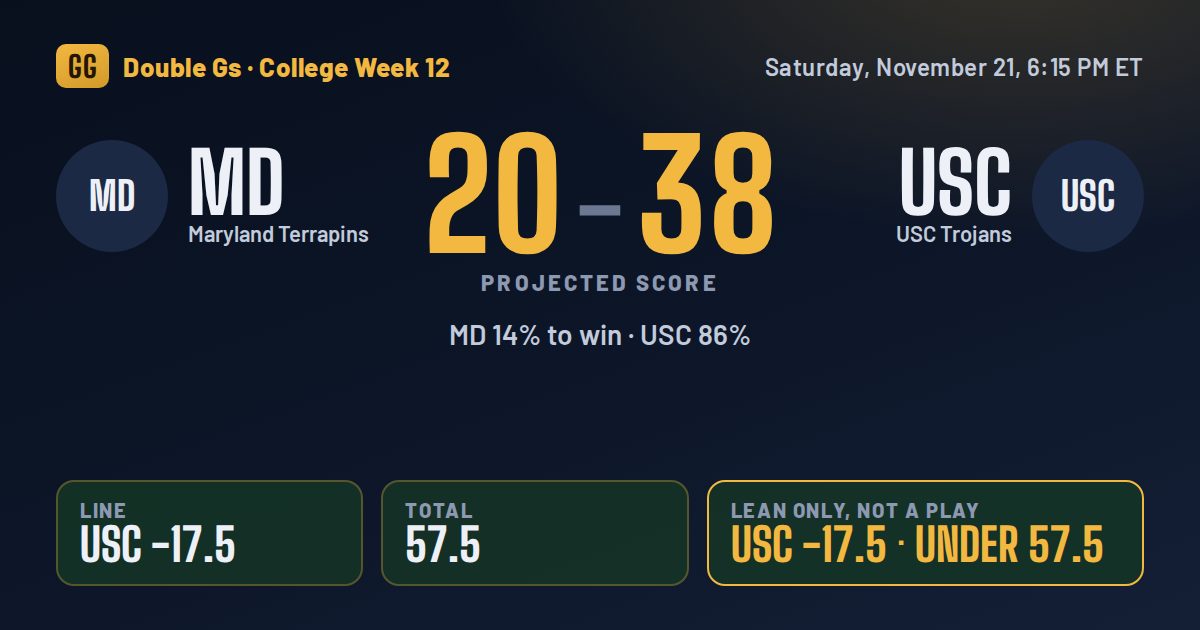 GG Double Gs · College Week 12
Saturday, November 21, 6:15 PM ET
MD
MD
Maryland Terrapins
20 – 38
USC
USC Trojans
USC
PROJECTED SCORE
MD 14% to win · USC 86%
LINE
USC −17.5
TOTAL
57.5
LEAN ONLY, NOT A PLAY
USC −17.5 · UNDER 57.5